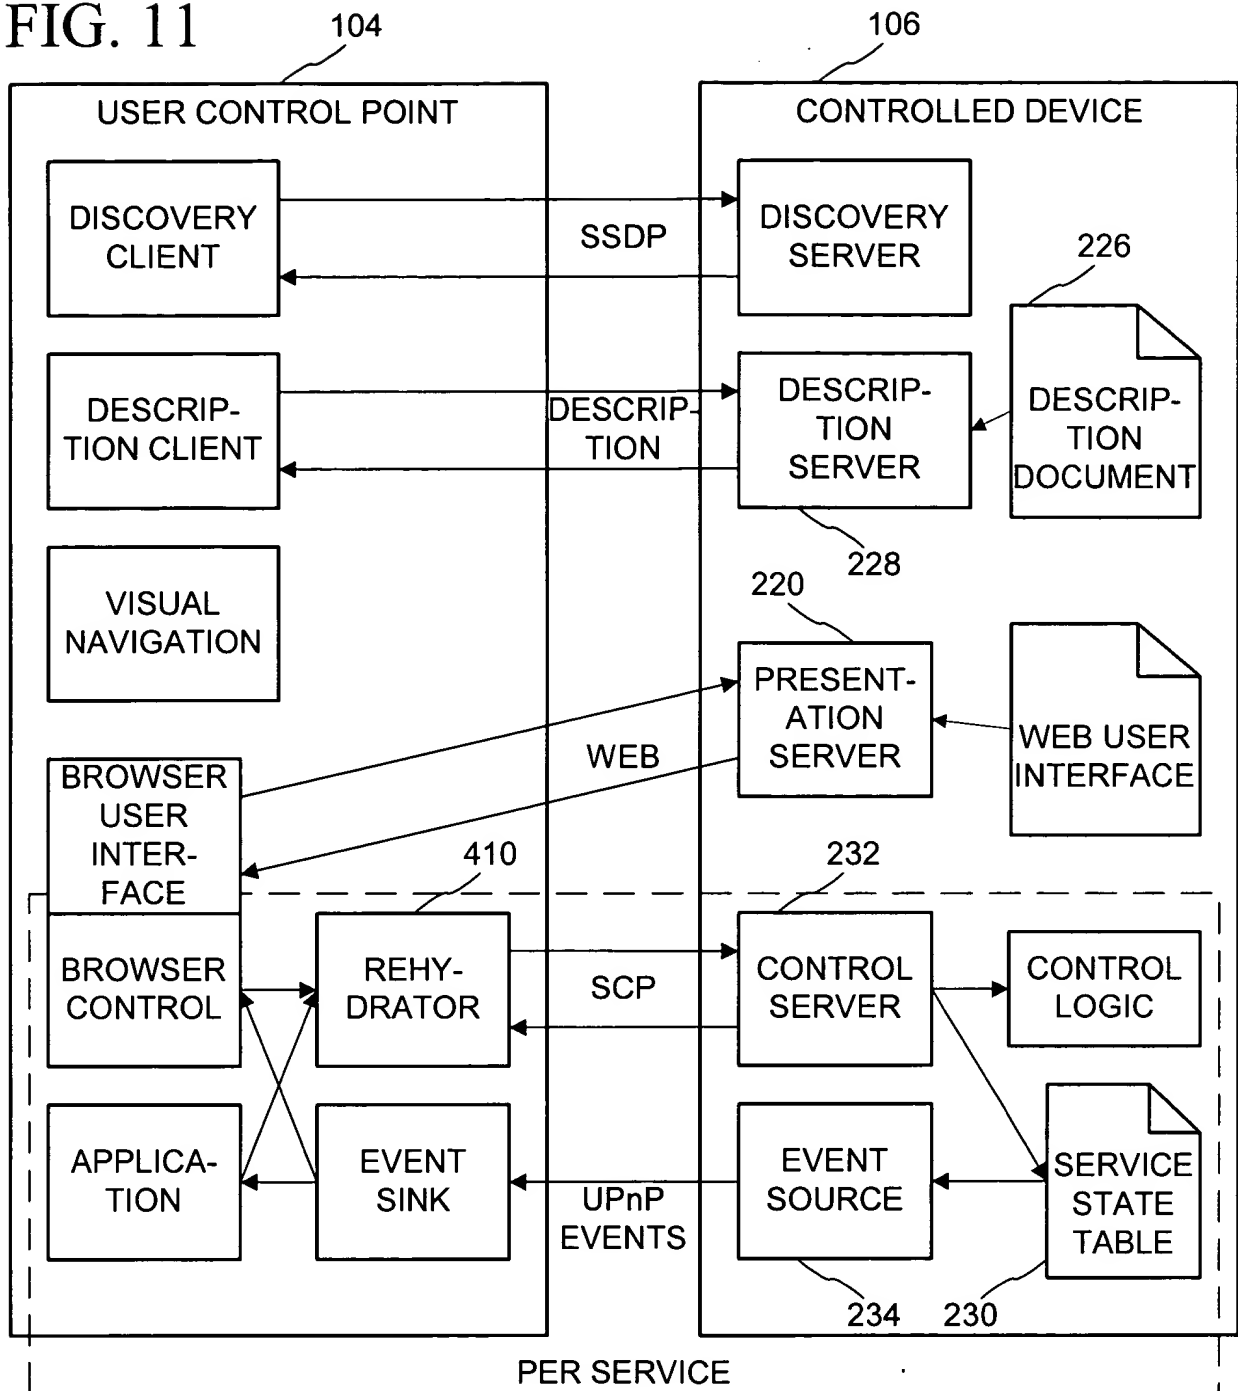 FIG. 11
104
106
USER CONTROL POINT
CONTROLLED DEVICE
DISCOVERY
CLIENT
SSDP
DISCOVERY
SERVER
226
DESCRIP-
TION CLIENT
DESCRIP-
TION
DESCRIP-
TION
SERVER
DESCRIP-
TION
DOCUMENT
228
VISUAL
NAVIGATION
220
PRESENT-
ATION
SERVER
WEB USER
INTERFACE
WEB
BROWSER
USER
INTER-
FACE
410
232
BROWSER
CONTROL
REHY-
DRATOR
SCP
CONTROL
SERVER
CONTROL
LOGIC
APPLICA-
TION
EVENT
SINK
UPnP
EVENTS
EVENT
SOURCE
SERVICE
STATE
TABLE
234
230
PER SERVICE